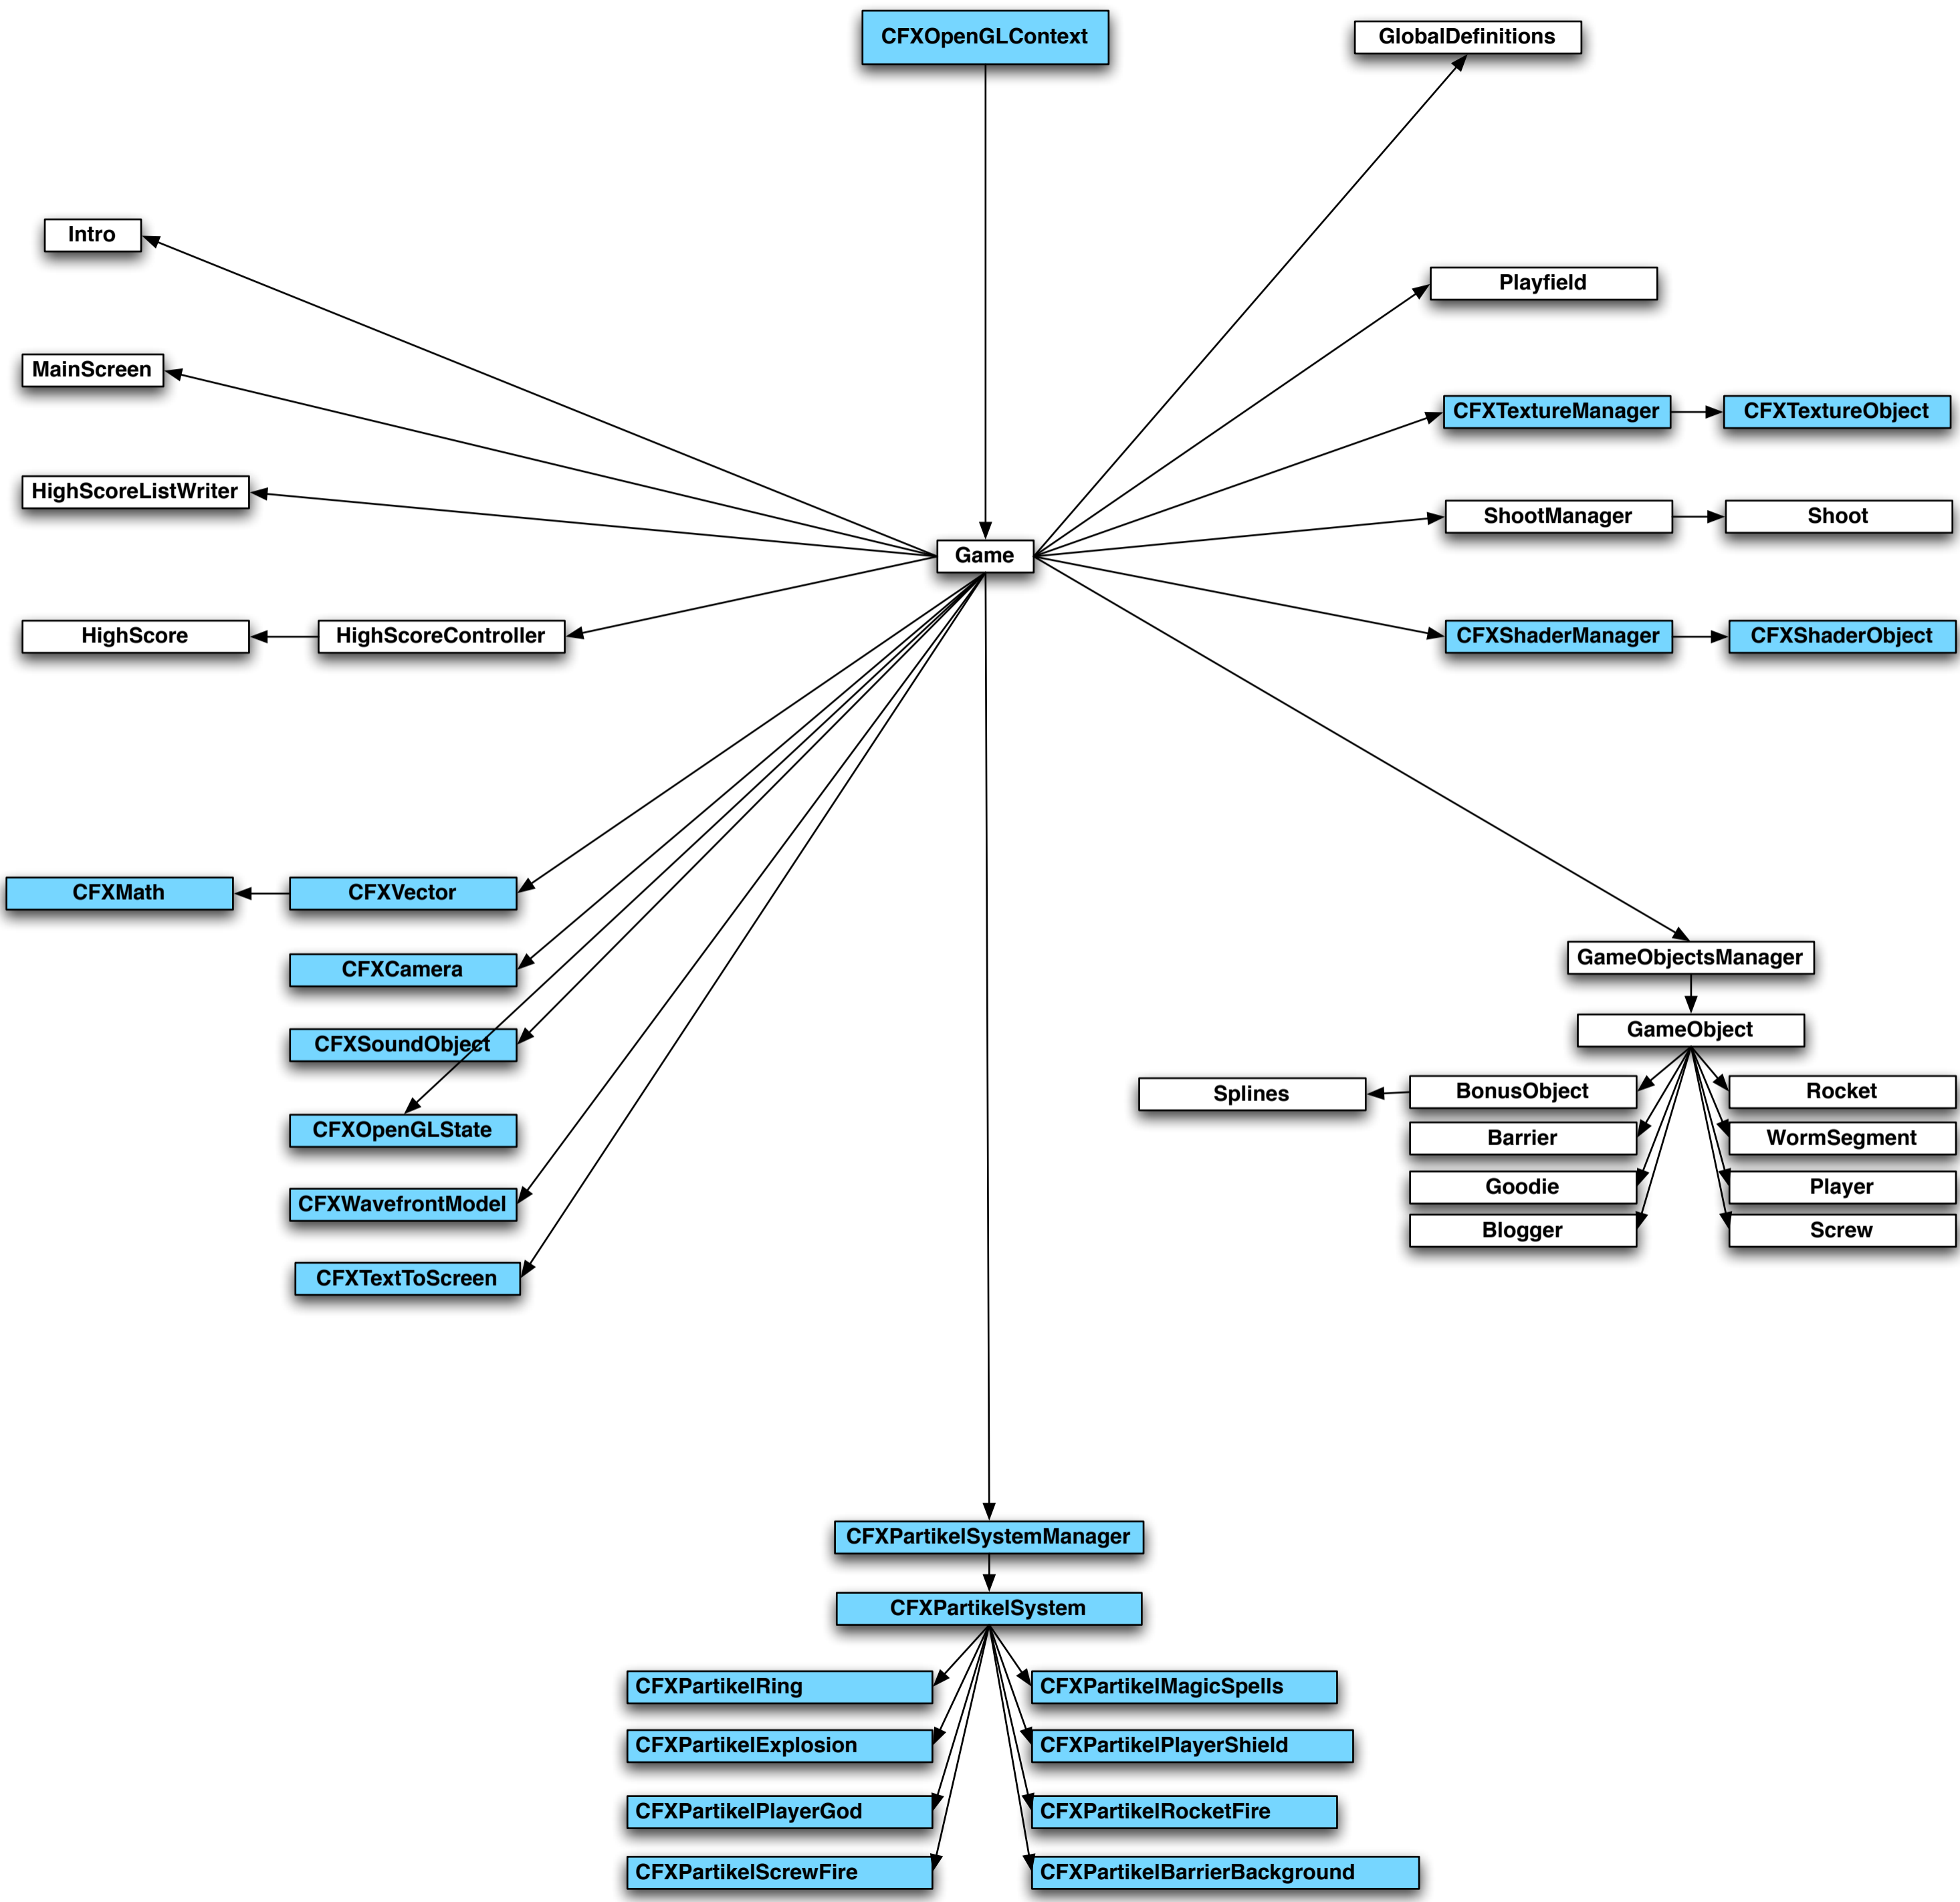 CFXOpenGLContext
GlobalDefinitions
Intro
Playfield
MainScreen
CFXTextureManager
CFXTextureObject
HighScoreListWriter
ShootManager
Shoot
Game
HighScore
HighScoreController
CFXShaderManager
CFXShaderObject
CFXMath
CFXVector
CFXCamera
GameObjectsManager
CFXSoundObject
GameObject
Splines
BonusObject
Rocket
CFXOpenGLState
Barrier
WormSegment
Goodie
Player
CFXWavefrontModel
Blogger
Screw
CFXTextToScreen
CFXPartikelSystemManager
CFXPartikelSystem
CFXPartikelRing
CFXPartikelMagicSpells
CFXPartikelExplosion
CFXPartikelPlayerShield
CFXPartikelPlayerGod
CFXPartikelRocketFire
CFXPartikelScrewFire
CFXPartikelBarrierBackground